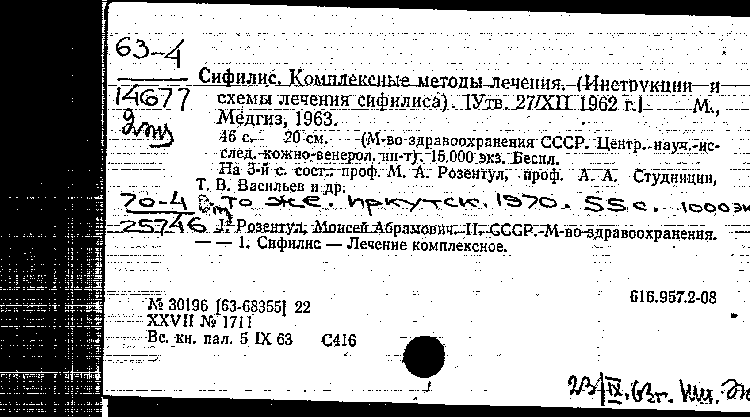 63-4
14677
Сифилис. Комплексные методы лечения. (Инструкции и
схемы лечения сифилиса). [Утв. 27/XII 1962 г.] М.,
Медгиз, 1963.
46 с. 20 см. (М-во здравоохранения СССР. Центр. науч.-ис-
след. кожно-венерол. ин-т). 15.000 экз. Беспл.
На 3-й с. сост.: проф. М. А. Розентул, проф. А. А. Студницин,
Т. В. Васильев и др.
70-4
25746
То же. Иркутск. 1970. 55 с. 1000 эк
I. Розентул, Моисей Абрамович. II. СССР. М-во здравоохранения.
— — 1. Сифилис — Лечение комплексное.
616.957.2-08
№ 30196 [63-68355] 22
XXVII № 1711
Вс. кн. пал. 5 IX 63 С416
23/IX.63г.